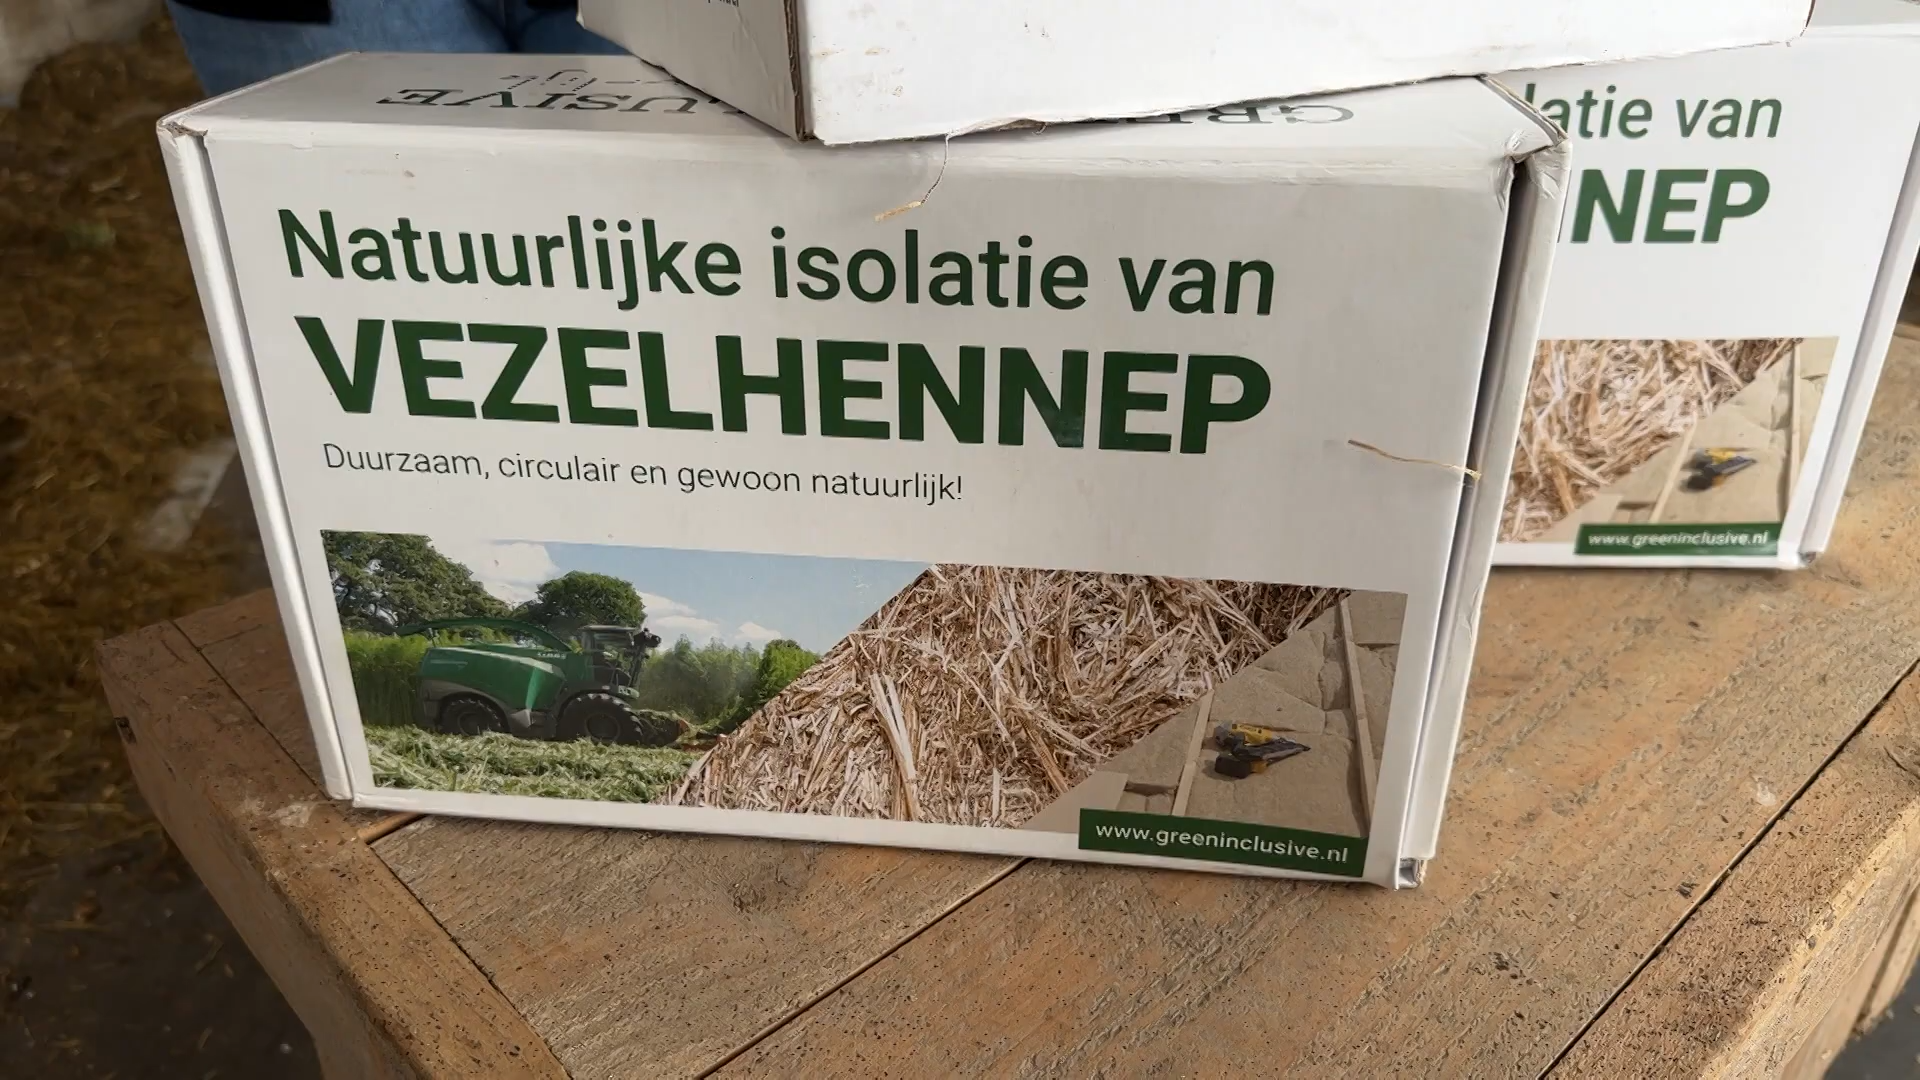 Natuurlijke isolatie van
VEZELHENNEP
Duurzaam, circulair en gewoon natuurlijk!
www.greeninclusive.nl
latie van
NNEP
www.greeninclusive.nl